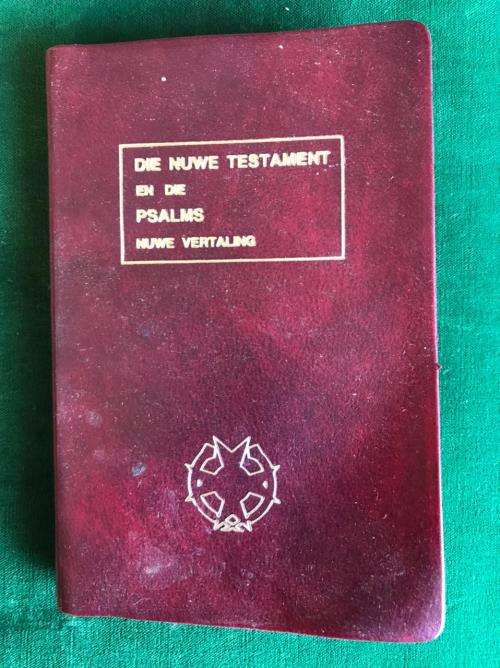 DIE NUWE TESTAMENT
EN DIE
PSALMS
NUWE VERTALING